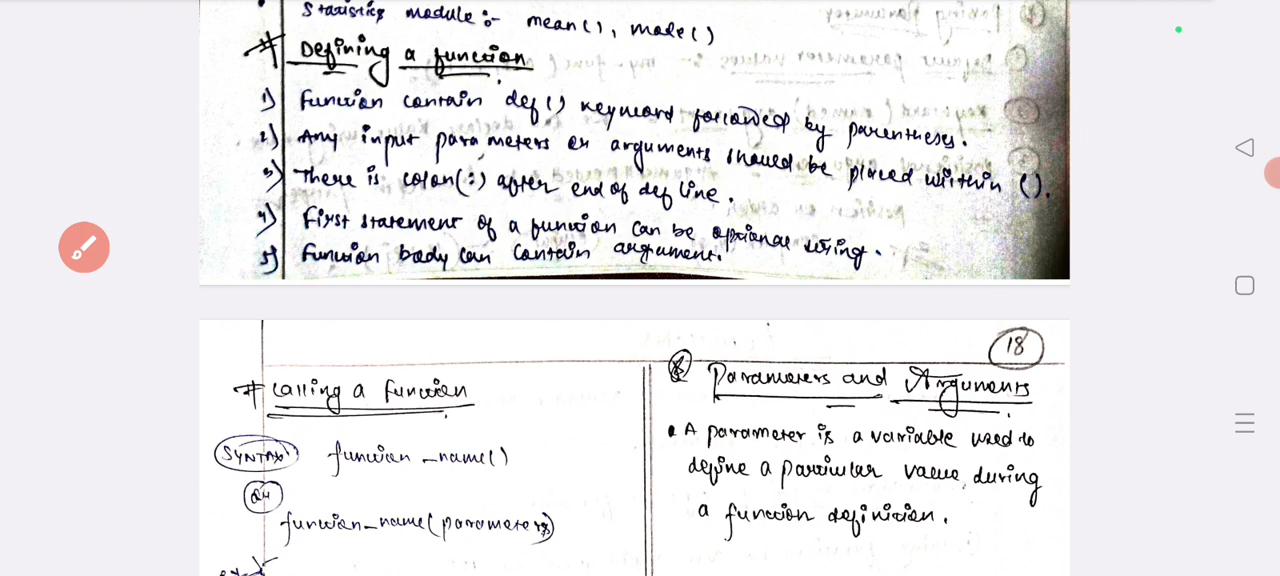 Statistics module :- mean(), mode()
# Defining a function
1) Function contain def() keyword followed by parentheses.
2) Any input parameters or arguments should be placed within ().
3) There is colon(:) after end of def line.
4) First statement of a function can be optional string.
5) Function body can contain argument.
18
# Calling a function
SYNTAX function_name()
OR
function_name(parameters)
Parameters and Arguments
• A parameter is a variable used to
define a particular value during
a function definition.